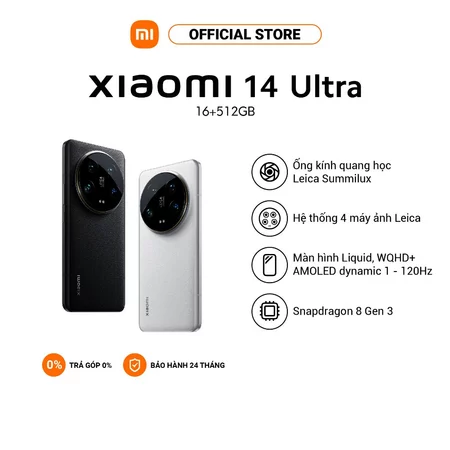 OFFICIAL STORE
XIAOMI 14 Ultra
16+512GB
Ống kính quang học
Leica Summilux
Hệ thống 4 máy ảnh Leica
Màn hình Liquid, WQHD+
AMOLED dynamic 1 - 120Hz
Snapdragon 8 Gen 3
xiaomi
XIAOMI
0% TRẢ GÓP 0%
BẢO HÀNH 24 THÁNG